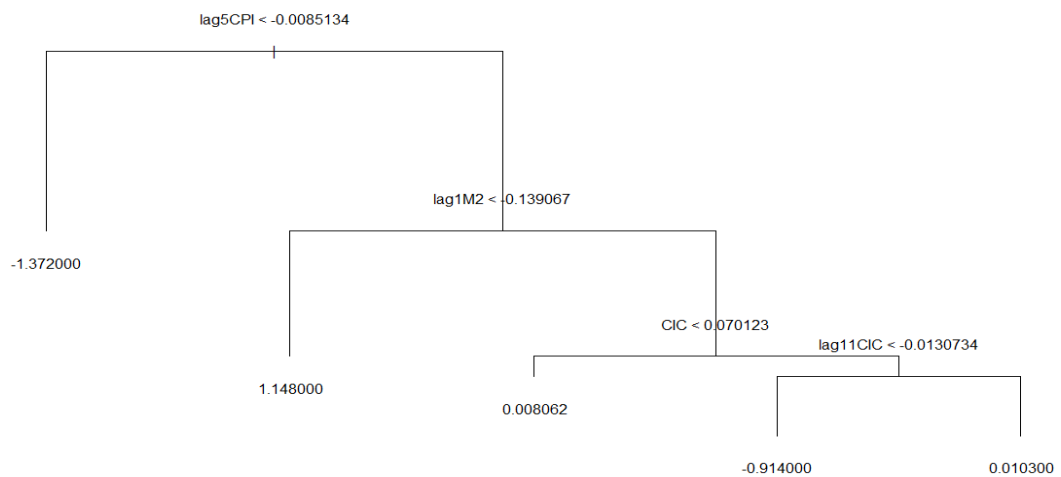 lag5CPI < -0.0085134
lag1M2 < -0.139067
-1.372000
CIC < 0.070123
lag11CIC < -0.0130734
1.148000
0.008062
-0.914000
0.010300